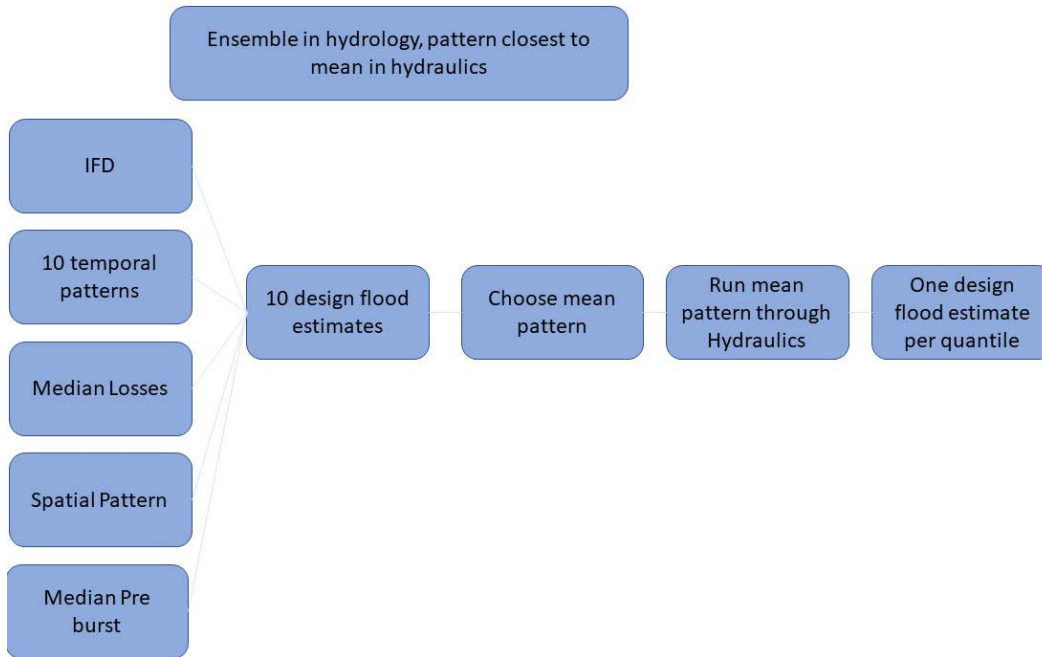 Ensemble in hydrology, pattern closest to
mean in hydraulics
IFD
10 temporal
patterns
Median Losses
Spatial Pattern
Median Pre
burst
10 design flood
estimates
Choose mean
pattern
Run mean
pattern through
Hydraulics
One design
flood estimate
per quantile